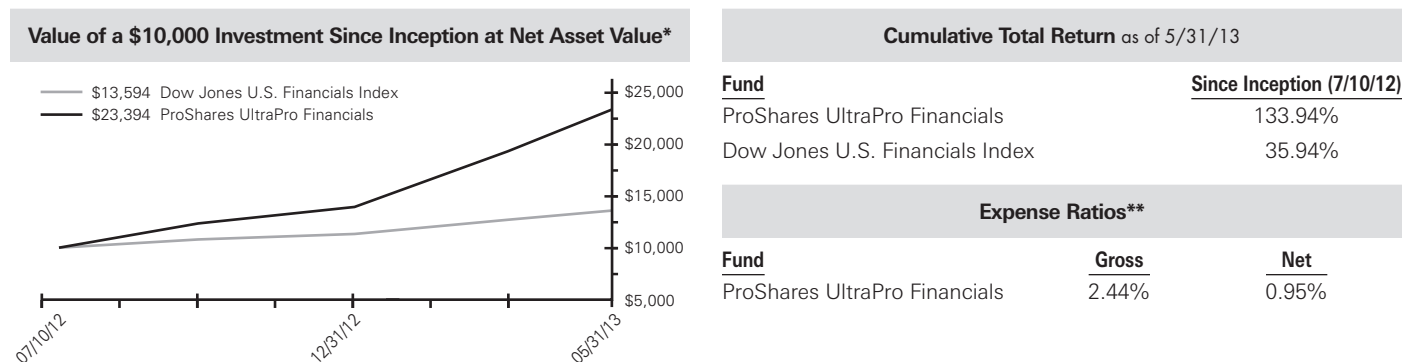 Value of a $10,000 Investment Since Inception at Net Asset Value*
$13,594 Dow Jones U.S. Financials Index
$23,394 ProShares UltraPro Financials
$25,000
$20,000
$15,000
$10,000
$5,000
07/10/12
12/31/12
05/31/13
Cumulative Total Return as of 5/31/13
Fund Since Inception (7/10/12)
ProShares UltraPro Financials 133.94%
Dow Jones U.S. Financials Index 35.94%
Expense Ratios**
Fund Gross Net
ProShares UltraPro Financials 2.44% 0.95%